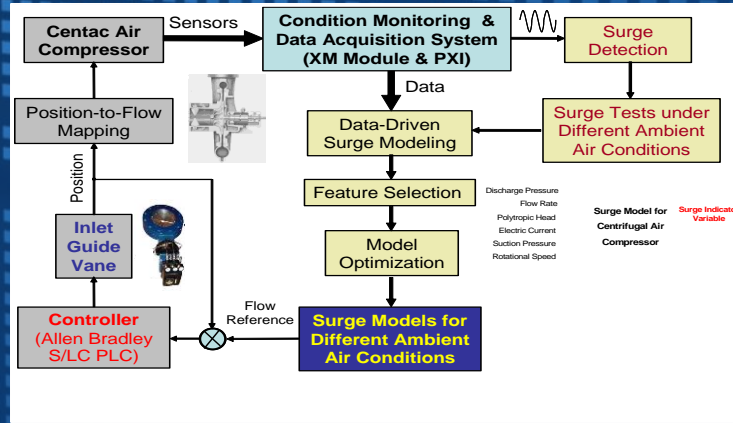 Centac Air
Compressor
Sensors
Condition Monitoring &
Data Acquisition System
(XM Module & PXI)
Surge
Detection
Data
Position-to-Flow
Mapping
Data-Driven
Surge Modeling
Surge Tests under
Different Ambient
Air Conditions
Position
Feature Selection
Discharge Pressure
Flow Rate
Polytropic Head
Electric Current
Suction Pressure
Rotational Speed
Surge Model for
Centrifugal Air
Compressor
Surge Indicate
Variable
Inlet
Guide
Vane
Model
Optimization
Flow
Reference
Controller
(Allen Bradley
S/LC PLC)
Surge Models for
Different Ambient
Air Conditions